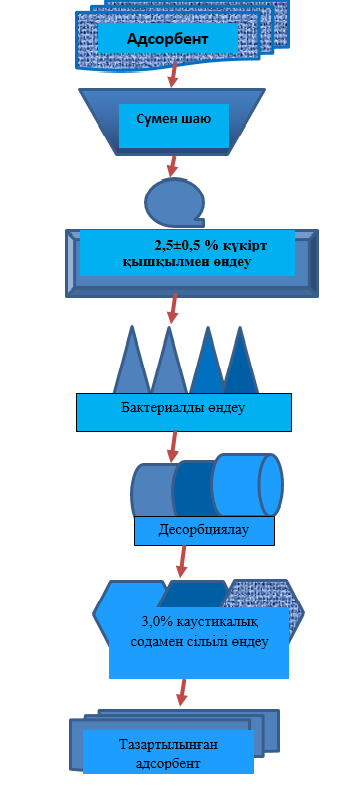 Адсорбент
Сумен шаю
2,5±0,5 % күкірт
қышқылмен өңдеу
Бактериалды өңдеу
Десорбциялау
3,0% каустикалық
содамен сільілі өңдеу
Тазартылынған
адсорбент